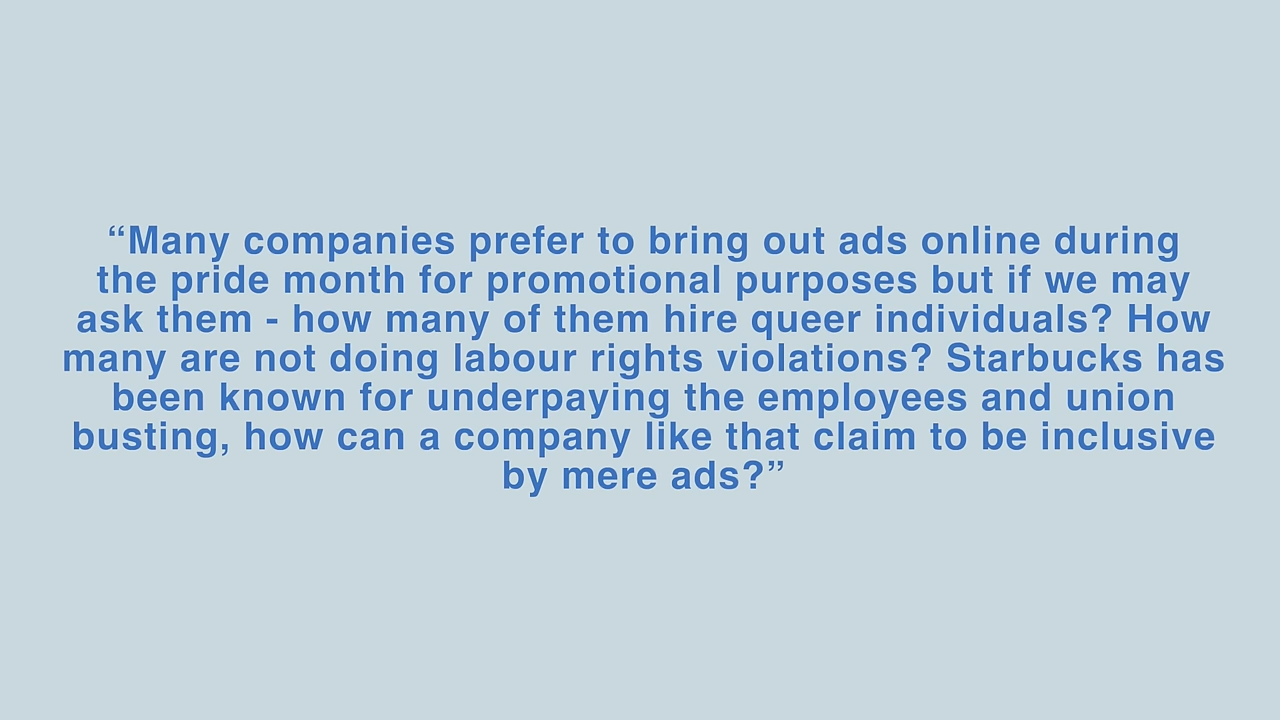 “Many companies prefer to bring out ads online during
the pride month for promotional purposes but if we may
ask them - how many of them hire queer individuals? How
many are not doing labour rights violations? Starbucks has
been known for underpaying the employees and union
busting, how can a company like that claim to be inclusive
by mere ads?”